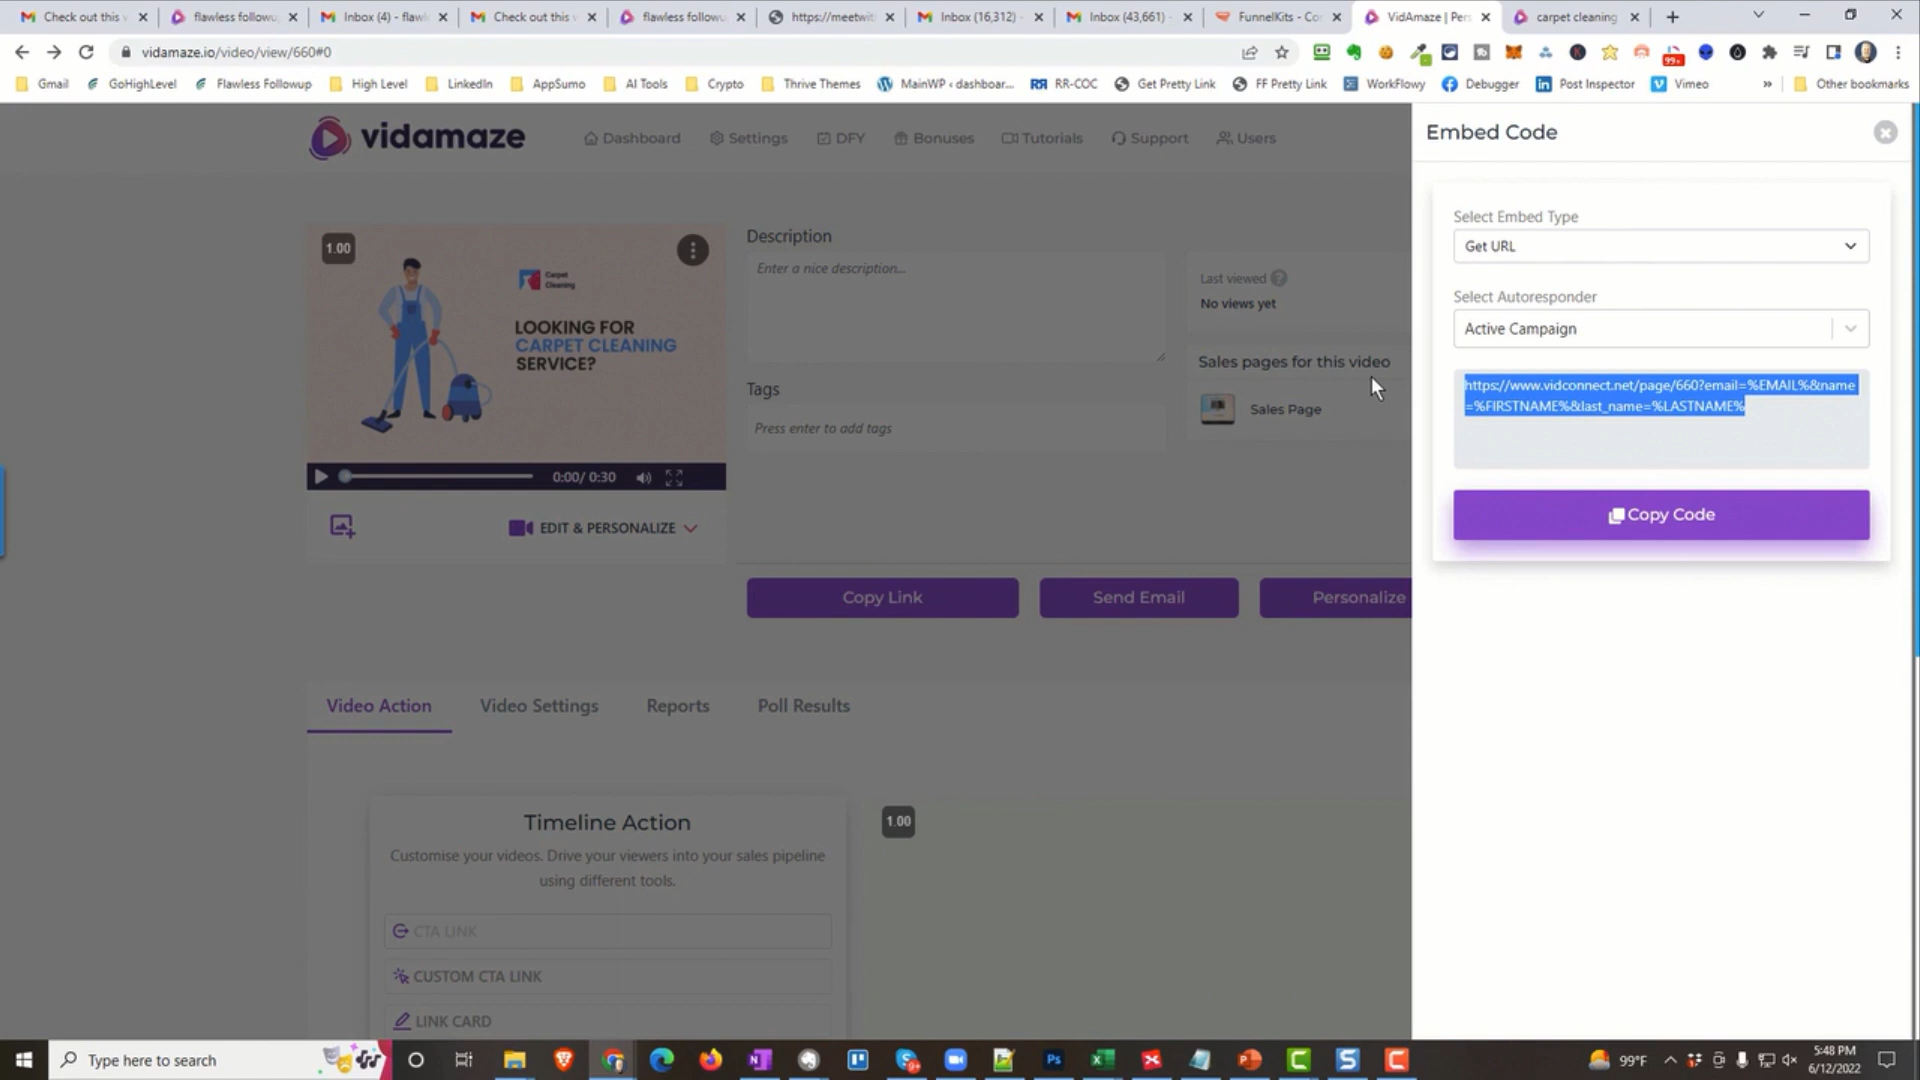 Check out this v
flawless followu
Inbox (4) - flawl
Check out this v
flawless followu
https://meetwit
Inbox (16,312) -
Inbox (43,661) -
FunnelKits - Co
VidAmaze | Pers
carpet cleaning
vidamaze.io/video/view/660#0
99+
Gmail
GoHighLevel
Flawless Followup
High Level
LinkedIn
AppSumo
AI Tools
Crypto
Thrive Themes
MainWP ‹ dashboar...
RR-COC
Get Pretty Link
FF Pretty Link
WorkFlowy
Debugger
Post Inspector
Vimeo
»
Other bookmarks
vidamaze
Dashboard
Settings
DFY
Bonuses
Tutorials
Support
Users
Embed Code
1.00
Carpet
Cleaning
LOOKING FOR
CARPET CLEANING
SERVICE?
0:00/ 0:30
EDIT & PERSONALIZE
Description
Enter a nice description...
Tags
Press enter to add tags
Last viewed
No views yet
Sales pages for this video
Sales Page
Select Embed Type
Get URL
Select Autoresponder
Active Campaign
https://www.vidconnect.net/page/660?email=%EMAIL%&name
=%FIRSTNAME%&last_name=%LASTNAME%
Copy Code
Copy Link
Send Email
Personalize
Video Action
Video Settings
Reports
Poll Results
Timeline Action
Customise your videos. Drive your viewers into your sales pipeline
using different tools.
CTA LINK
CUSTOM CTA LINK
LINK CARD
1.00
Type here to search
99°F
5:48 PM
6/12/2022